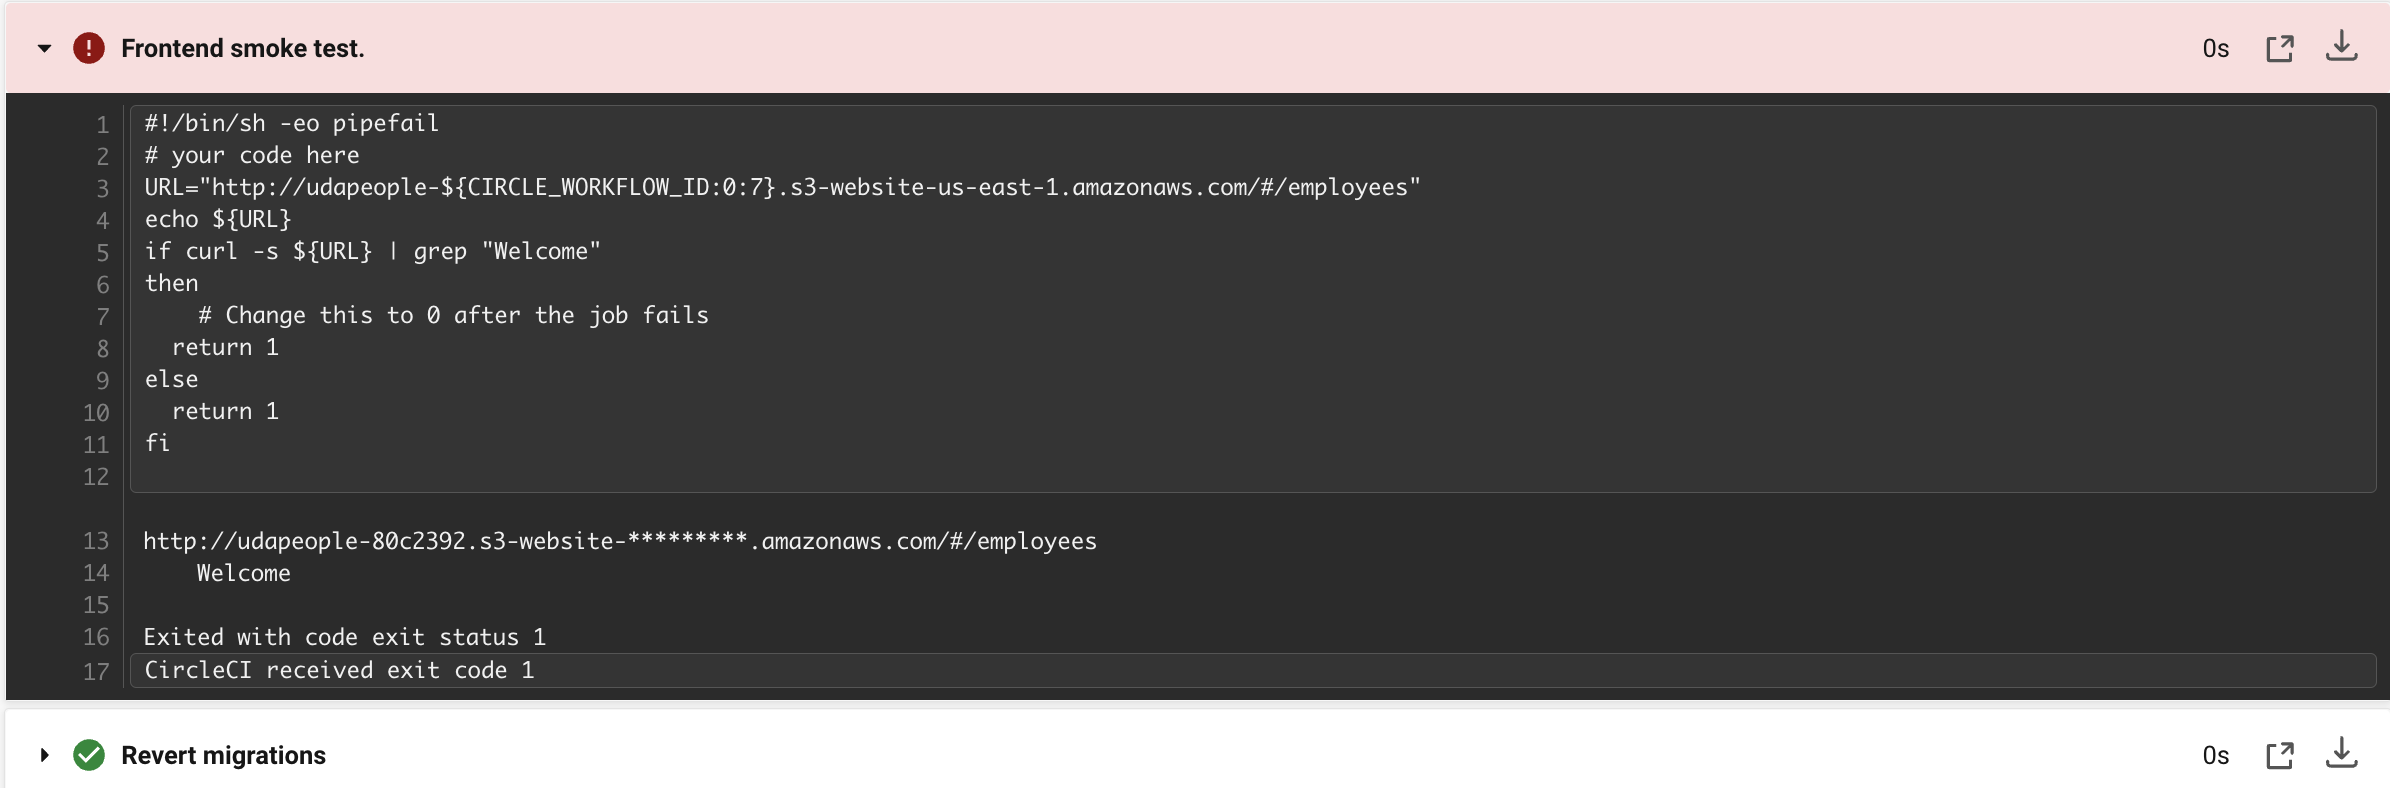 Frontend smoke test.
0s
1 #!/bin/sh -eo pipefail
2 # your code here
3 URL="http://udapeople-${CIRCLE_WORKFLOW_ID:0:7}.s3-website-us-east-1.amazonaws.com/#/employees"
4 echo ${URL}
5 if curl -s ${URL} | grep "Welcome"
6 then
7     # Change this to 0 after the job fails
8   return 1
9 else
10   return 1
11 fi
12
13 http://udapeople-80c2392.s3-website-*********.amazonaws.com/#/employees
14     Welcome
15
16 Exited with code exit status 1
17 CircleCI received exit code 1
Revert migrations
0s